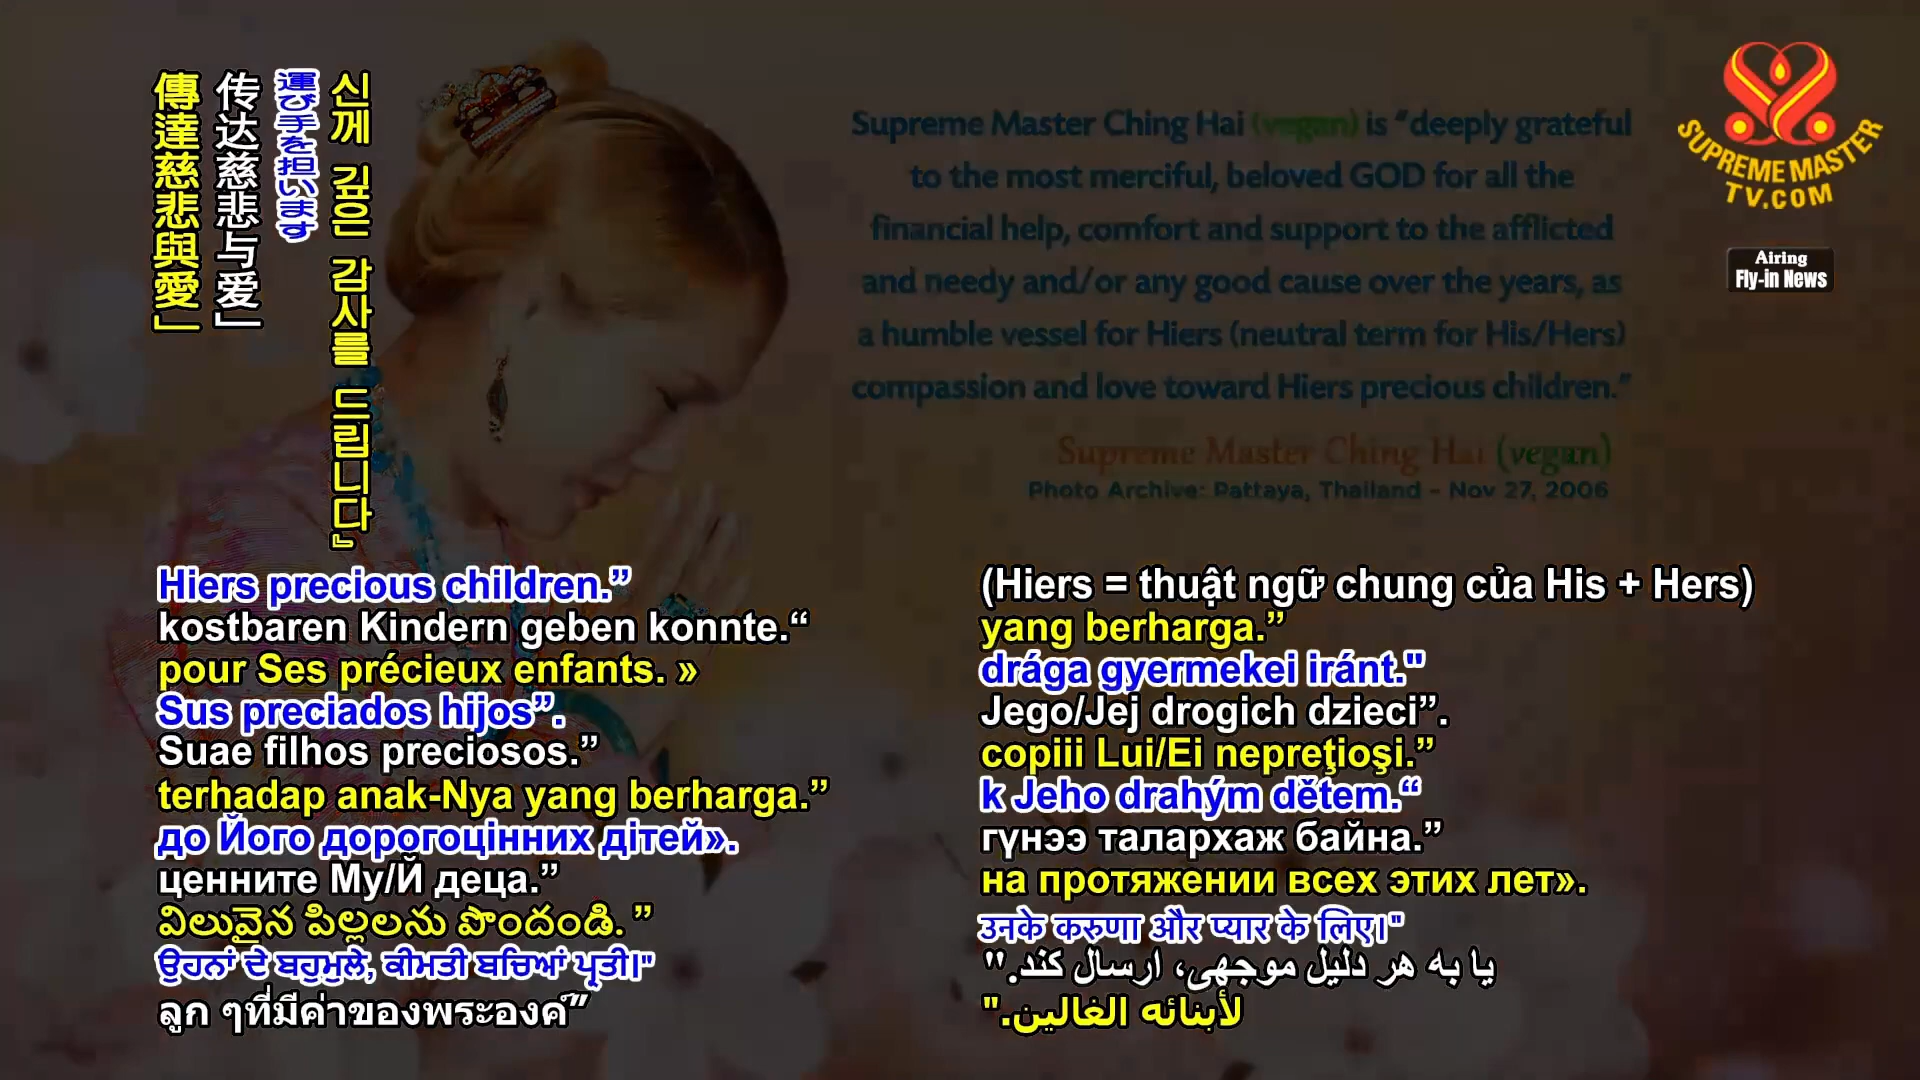 傳達慈悲與愛」
传达慈悲与爱」
運び手を担います
신께 깊은 감사를 드립니다』
Supreme Master Ching Hai (vegan) is “deeply grateful
to the most merciful, beloved GOD for all the
financial help, comfort and support to the afflicted
and needy and/or any good cause over the years, as
a humble vessel for Hiers (neutral term for His/Hers)
compassion and love toward Hiers precious children.”
Supreme Master Ching Hai (vegan)
Photo Archive: Pattaya, Thailand - Nov 27, 2006
SUPREME MASTER
TV.COM
Airing
Fly-in News
Hiers precious children.”
kostbaren Kindern geben konnte.“
pour Ses précieux enfants. »
Sus preciados hijos”.
Suae filhos preciosos.”
terhadap anak-Nya yang berharga.”
до Його дорогоцінних дітей».
ценните Му/Й деца.”
విలువైన పిల్లలను పొందండి. ”
ਉਹਨਾਂ ਦੇ ਬਹੁਮੁਲੇ, ਕੀਮਤੀ ਬਚਿਆਂ ਪ੍ਰਤੀ।"
ลูก ๆที่มีค่าของพระองค์”
(Hiers = thuật ngữ chung của His + Hers)
yang berharga.”
drága gyermekei iránt."
Jego/Jej drogich dzieci”.
copiii Lui/Ei nepreţioşi.”
k Jeho drahým dětem.“
гүнээ талархаж байна.”
на протяжении всех этих лет».
उनके करुणा और प्यार के लिए।"
یا به هر دلیل موجهی، ارسال کند."
لأبنائه الغالين."